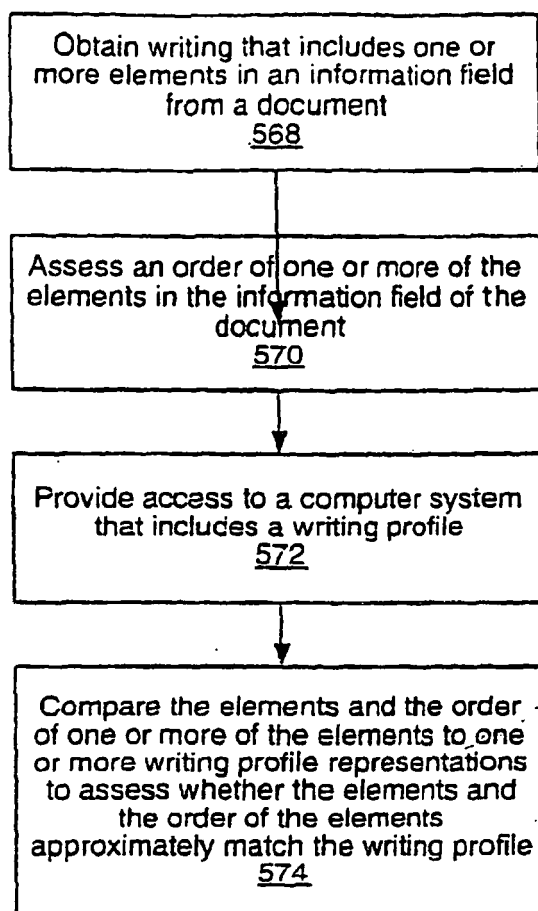 Obtain writing that includes one or
more elements in an information field
from a document
568
Assess an order of one or more of the
elements in the information field of the
document
570
Provide access to a computer system
that includes a writing profile
572
Compare the elements and the order
of one or more of the elements to one
or more writing profile representations
to assess whether the elements and
the order of the elements
approximately match the writing profile
574